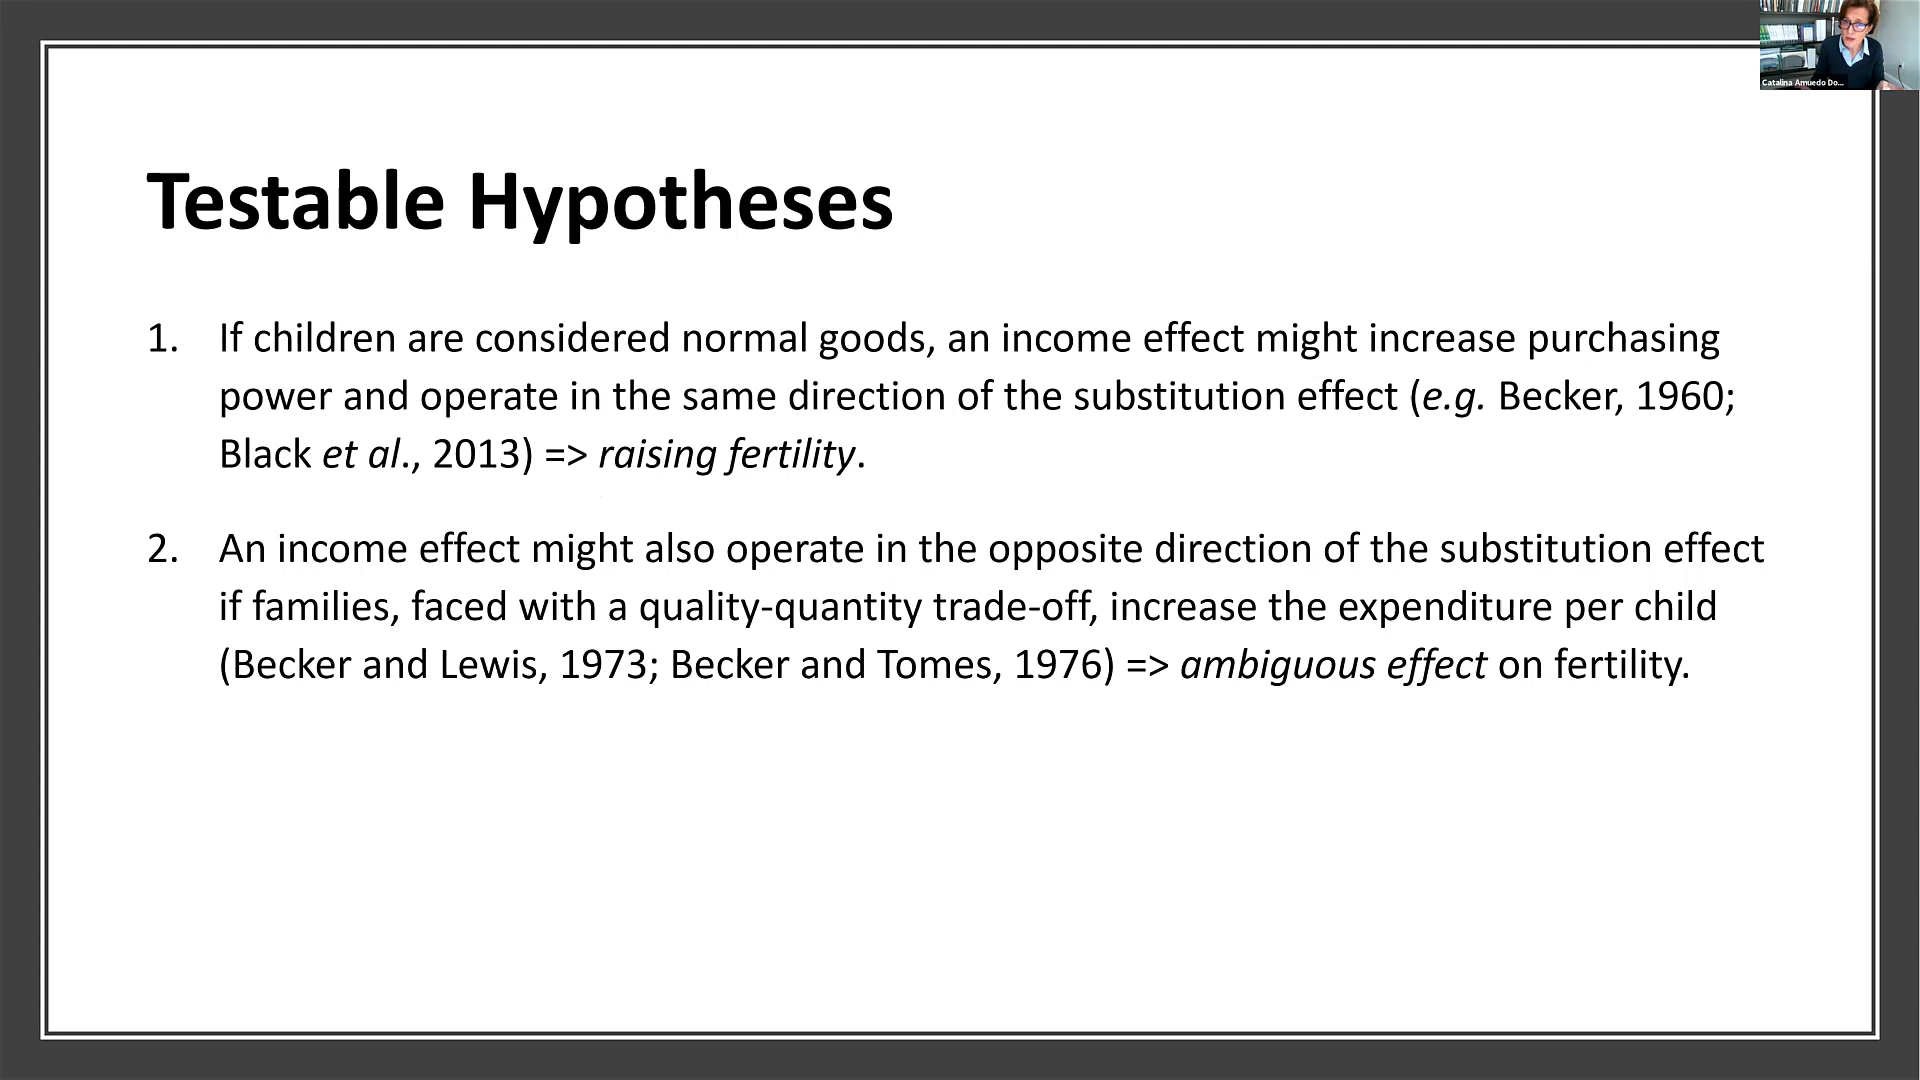 Catalina Amuedo Do...
Testable Hypotheses
1. If children are considered normal goods, an income effect might increase purchasing
power and operate in the same direction of the substitution effect (e.g. Becker, 1960;
Black et al., 2013) => raising fertility.
2. An income effect might also operate in the opposite direction of the substitution effect
if families, faced with a quality-quantity trade-off, increase the expenditure per child
(Becker and Lewis, 1973; Becker and Tomes, 1976) => ambiguous effect on fertility.